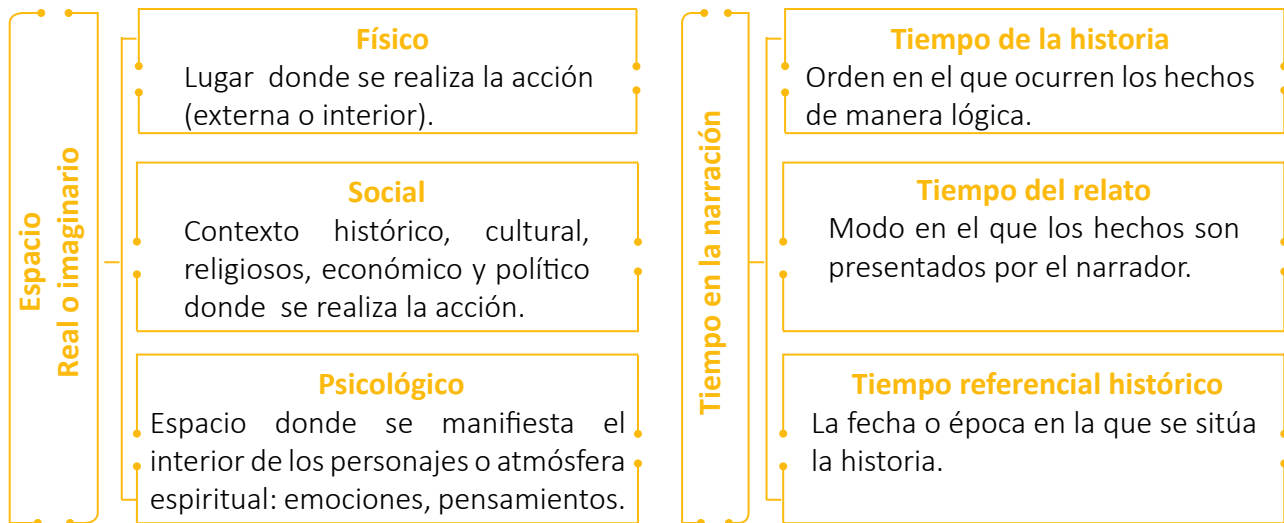 Espacio
Real o imaginario
Físico
Lugar donde se realiza la acción
(externa o interior).
Social
Contexto histórico, cultural,
religiosos, económico y político
donde se realiza la acción.
Psicológico
Espacio donde se manifiesta el
interior de los personajes o atmósfera
espiritual: emociones, pensamientos.
Tiempo en la narración
Tiempo de la historia
Orden en el que ocurren los hechos
de manera lógica.
Tiempo del relato
Modo en el que los hechos son
presentados por el narrador.
Tiempo referencial histórico
La fecha o época en la que se sitúa
la historia.